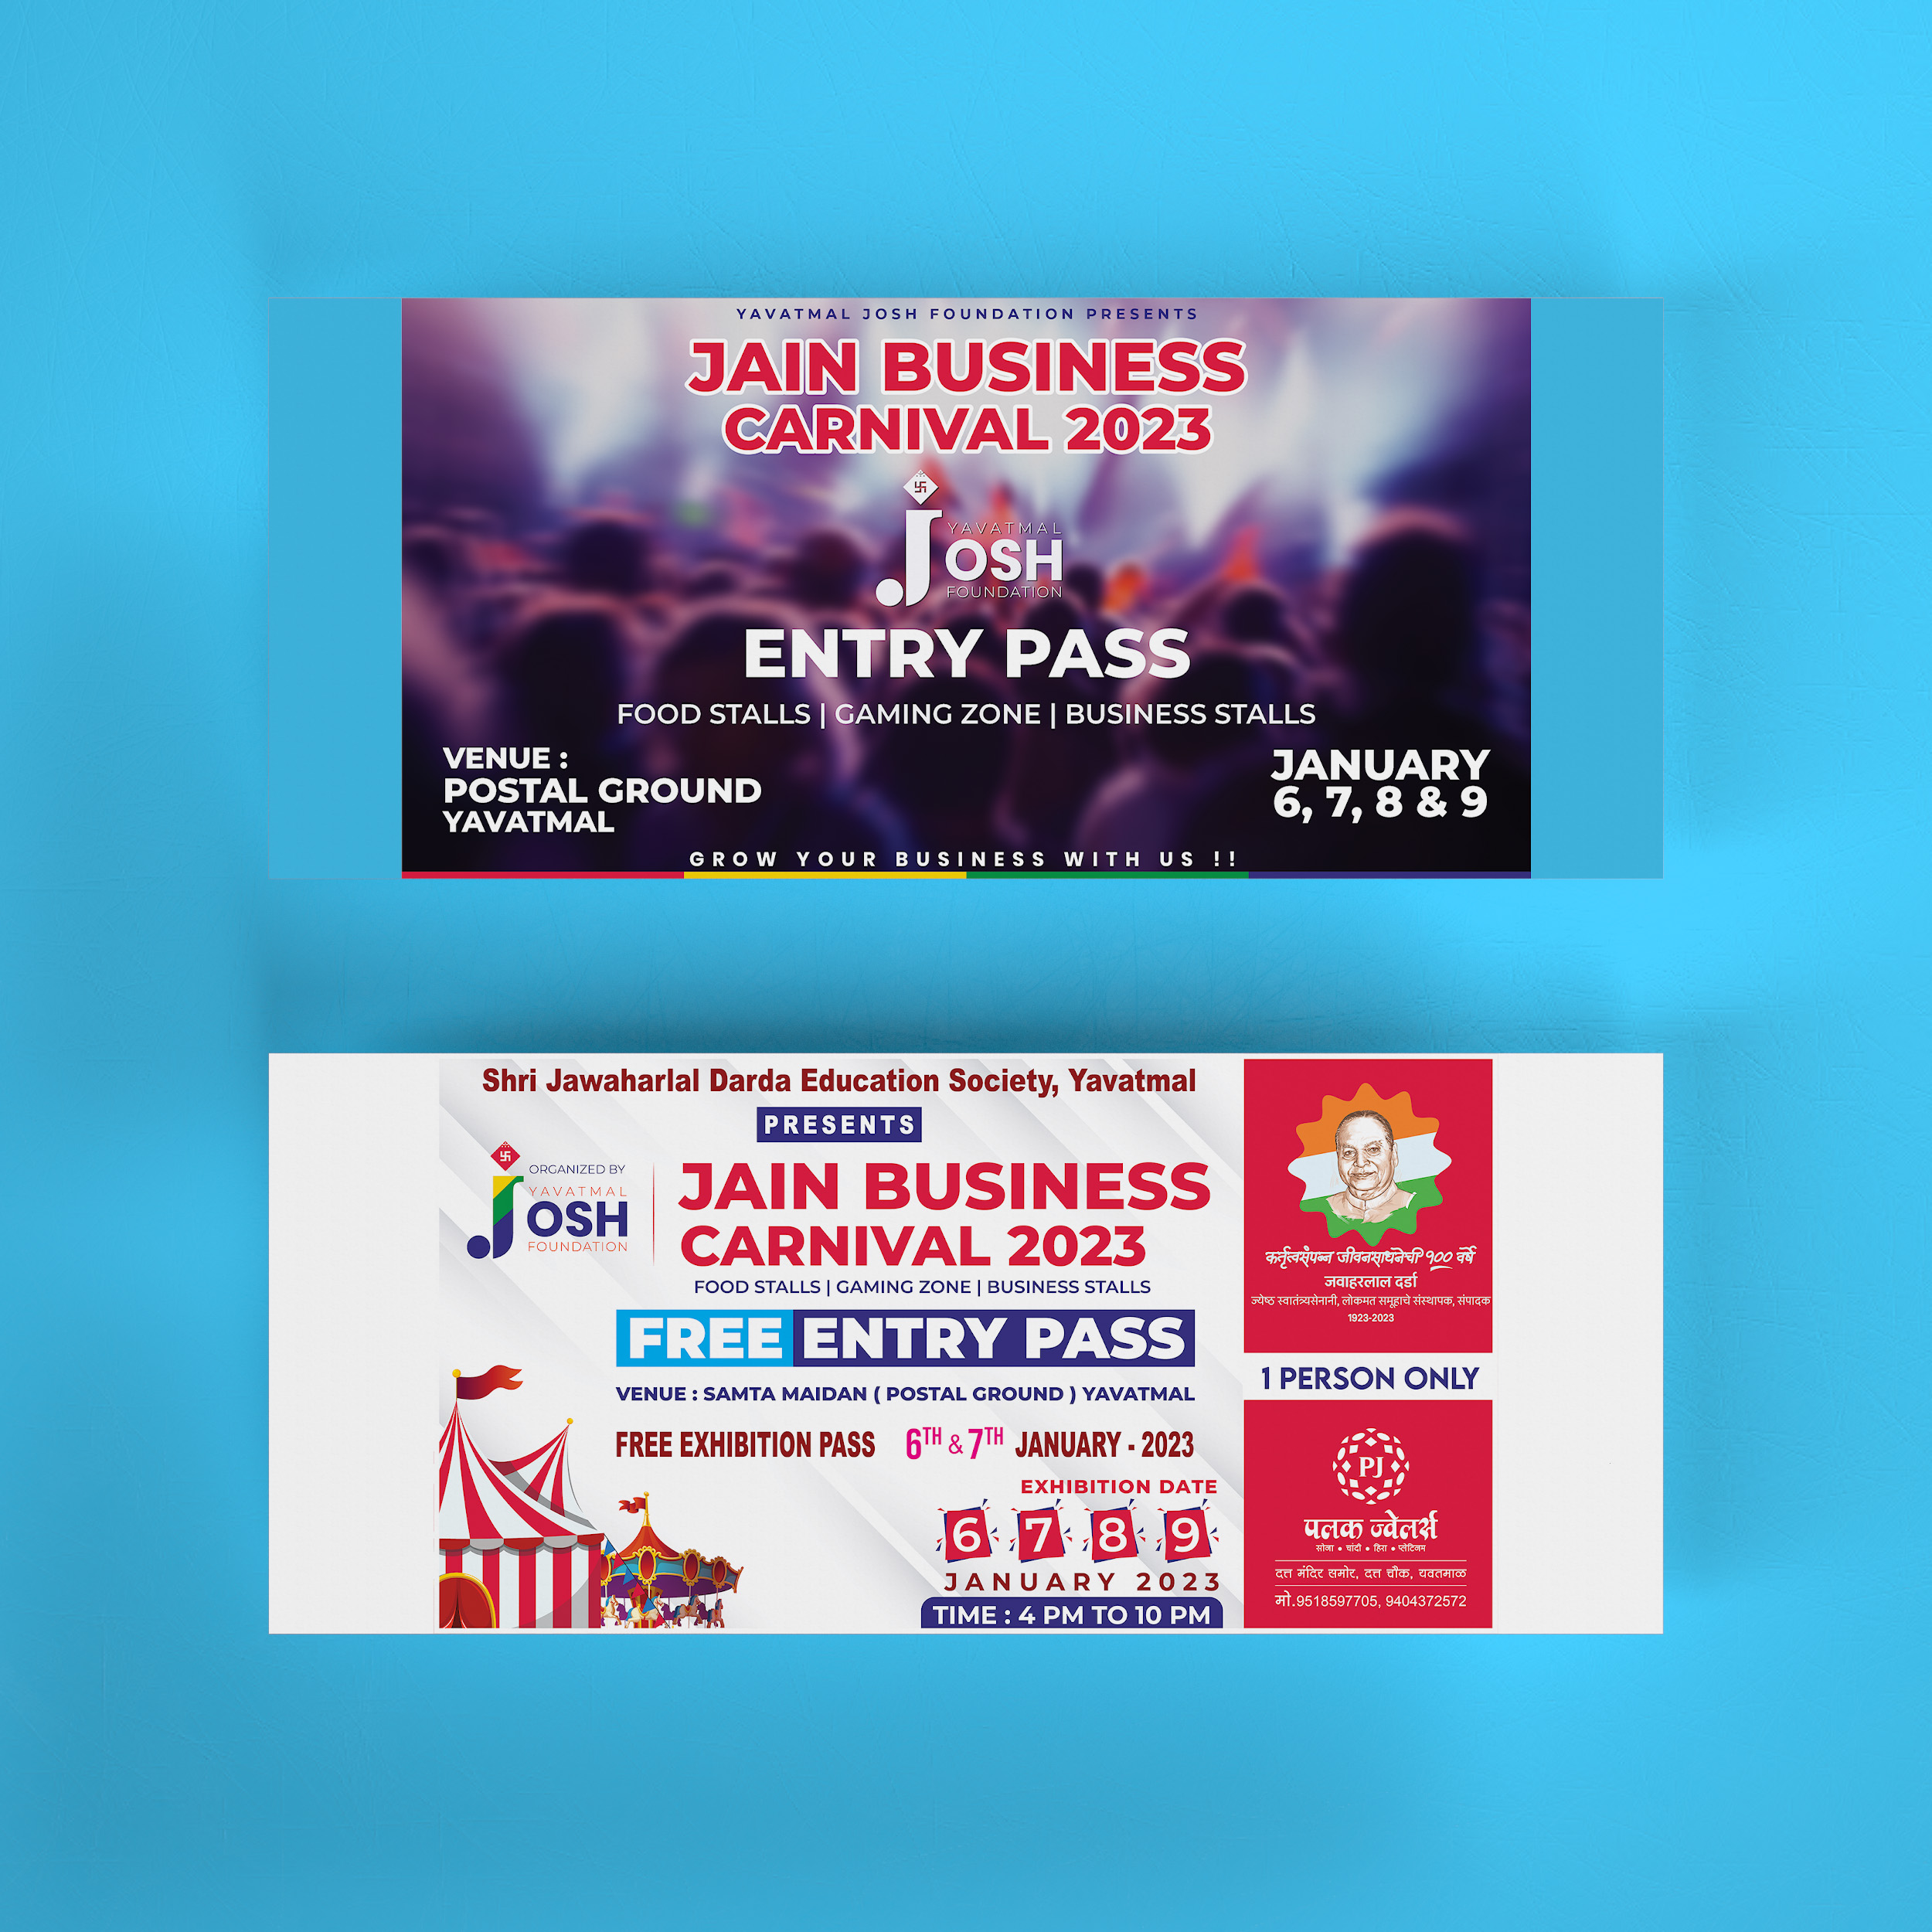 YAVATMAL JOSH FOUNDATION PRESENTS
JAIN BUSINESS
CARNIVAL 2023
YAVATMAL
JOSH
FOUNDATION
ENTRY PASS
FOOD STALLS | GAMING ZONE | BUSINESS STALLS
VENUE :
POSTAL GROUND
YAVATMAL
JANUARY
6, 7, 8 & 9
GROW YOUR BUSINESS WITH US !!
Shri Jawaharlal Darda Education Society, Yavatmal
PRESENTS
ORGANIZED BY
YAVATMAL
JOSH
FOUNDATION
JAIN BUSINESS
CARNIVAL 2023
FOOD STALLS | GAMING ZONE | BUSINESS STALLS
FREE ENTRY PASS
VENUE : SAMTA MAIDAN ( POSTAL GROUND ) YAVATMAL
FREE EXHIBITION PASS 6TH & 7TH JANUARY - 2023
EXHIBITION DATE
6 7 8 9
JANUARY 2023
TIME : 4 PM TO 10 PM
कर्तृत्वसंपन्न जीवनसाधनेची १०० वर्षे
जवाहरलाल दर्डा
ज्येष्ठ स्वातंत्र्यसेनानी, लोकमत समूहाचे संस्थापक, संपादक
1923-2023
1 PERSON ONLY
PJ
पलक ज्वेलर्स
सोना • चांदी • हिरा • प्लेटिनम
दत्त मंदिर समोर, दत्त चौक, यवतमाळ
मो.9518597705, 9404372572